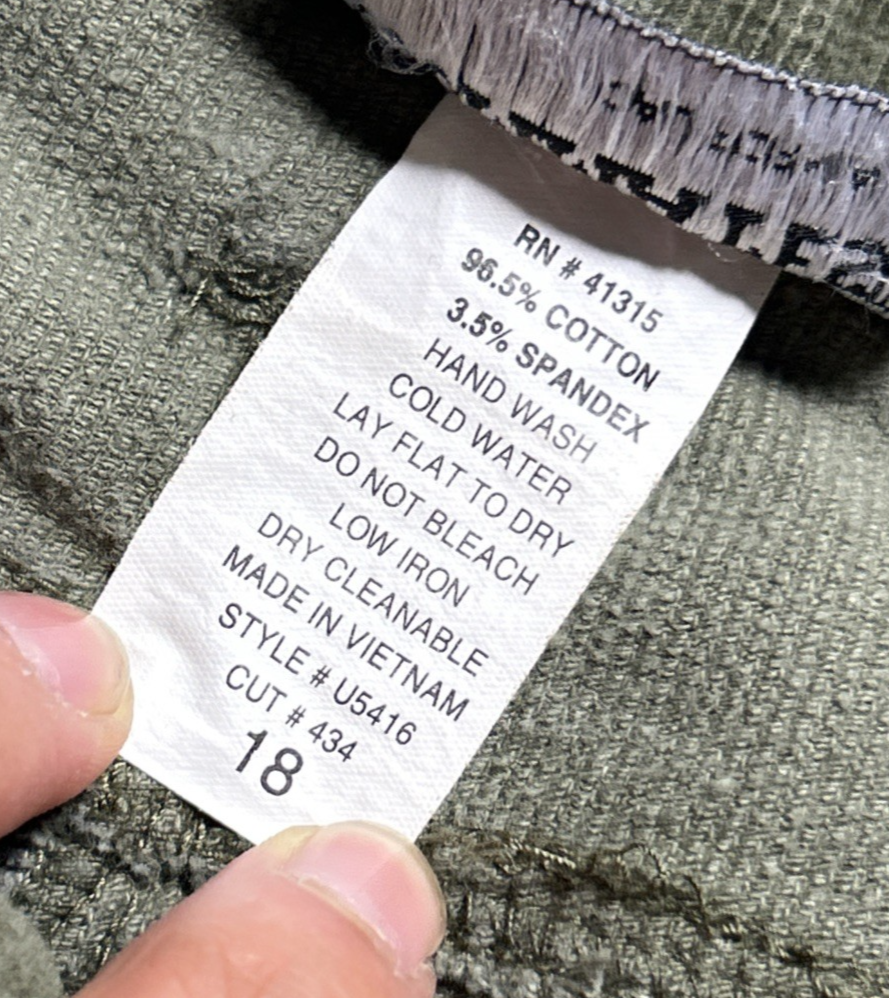 RN # 41315
96.5% COTTON
3.5% SPANDEX
HAND WASH
COLD WATER
LAY FLAT TO DRY
DO NOT BLEACH
LOW IRON
DRY CLEANABLE
MADE IN VIETNAM
STYLE # U5416
CUT # 434
18